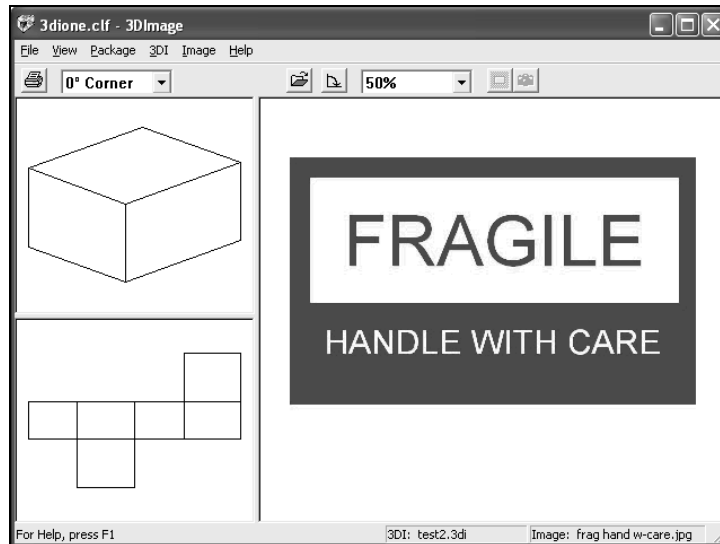 3dione.clf - 3DImage
File View Package 3DI Image Help
0° Corner 50%
FRAGILE
HANDLE WITH CARE
For Help, press F1 3DI: test2.3di Image: frag hand w-care.jpg